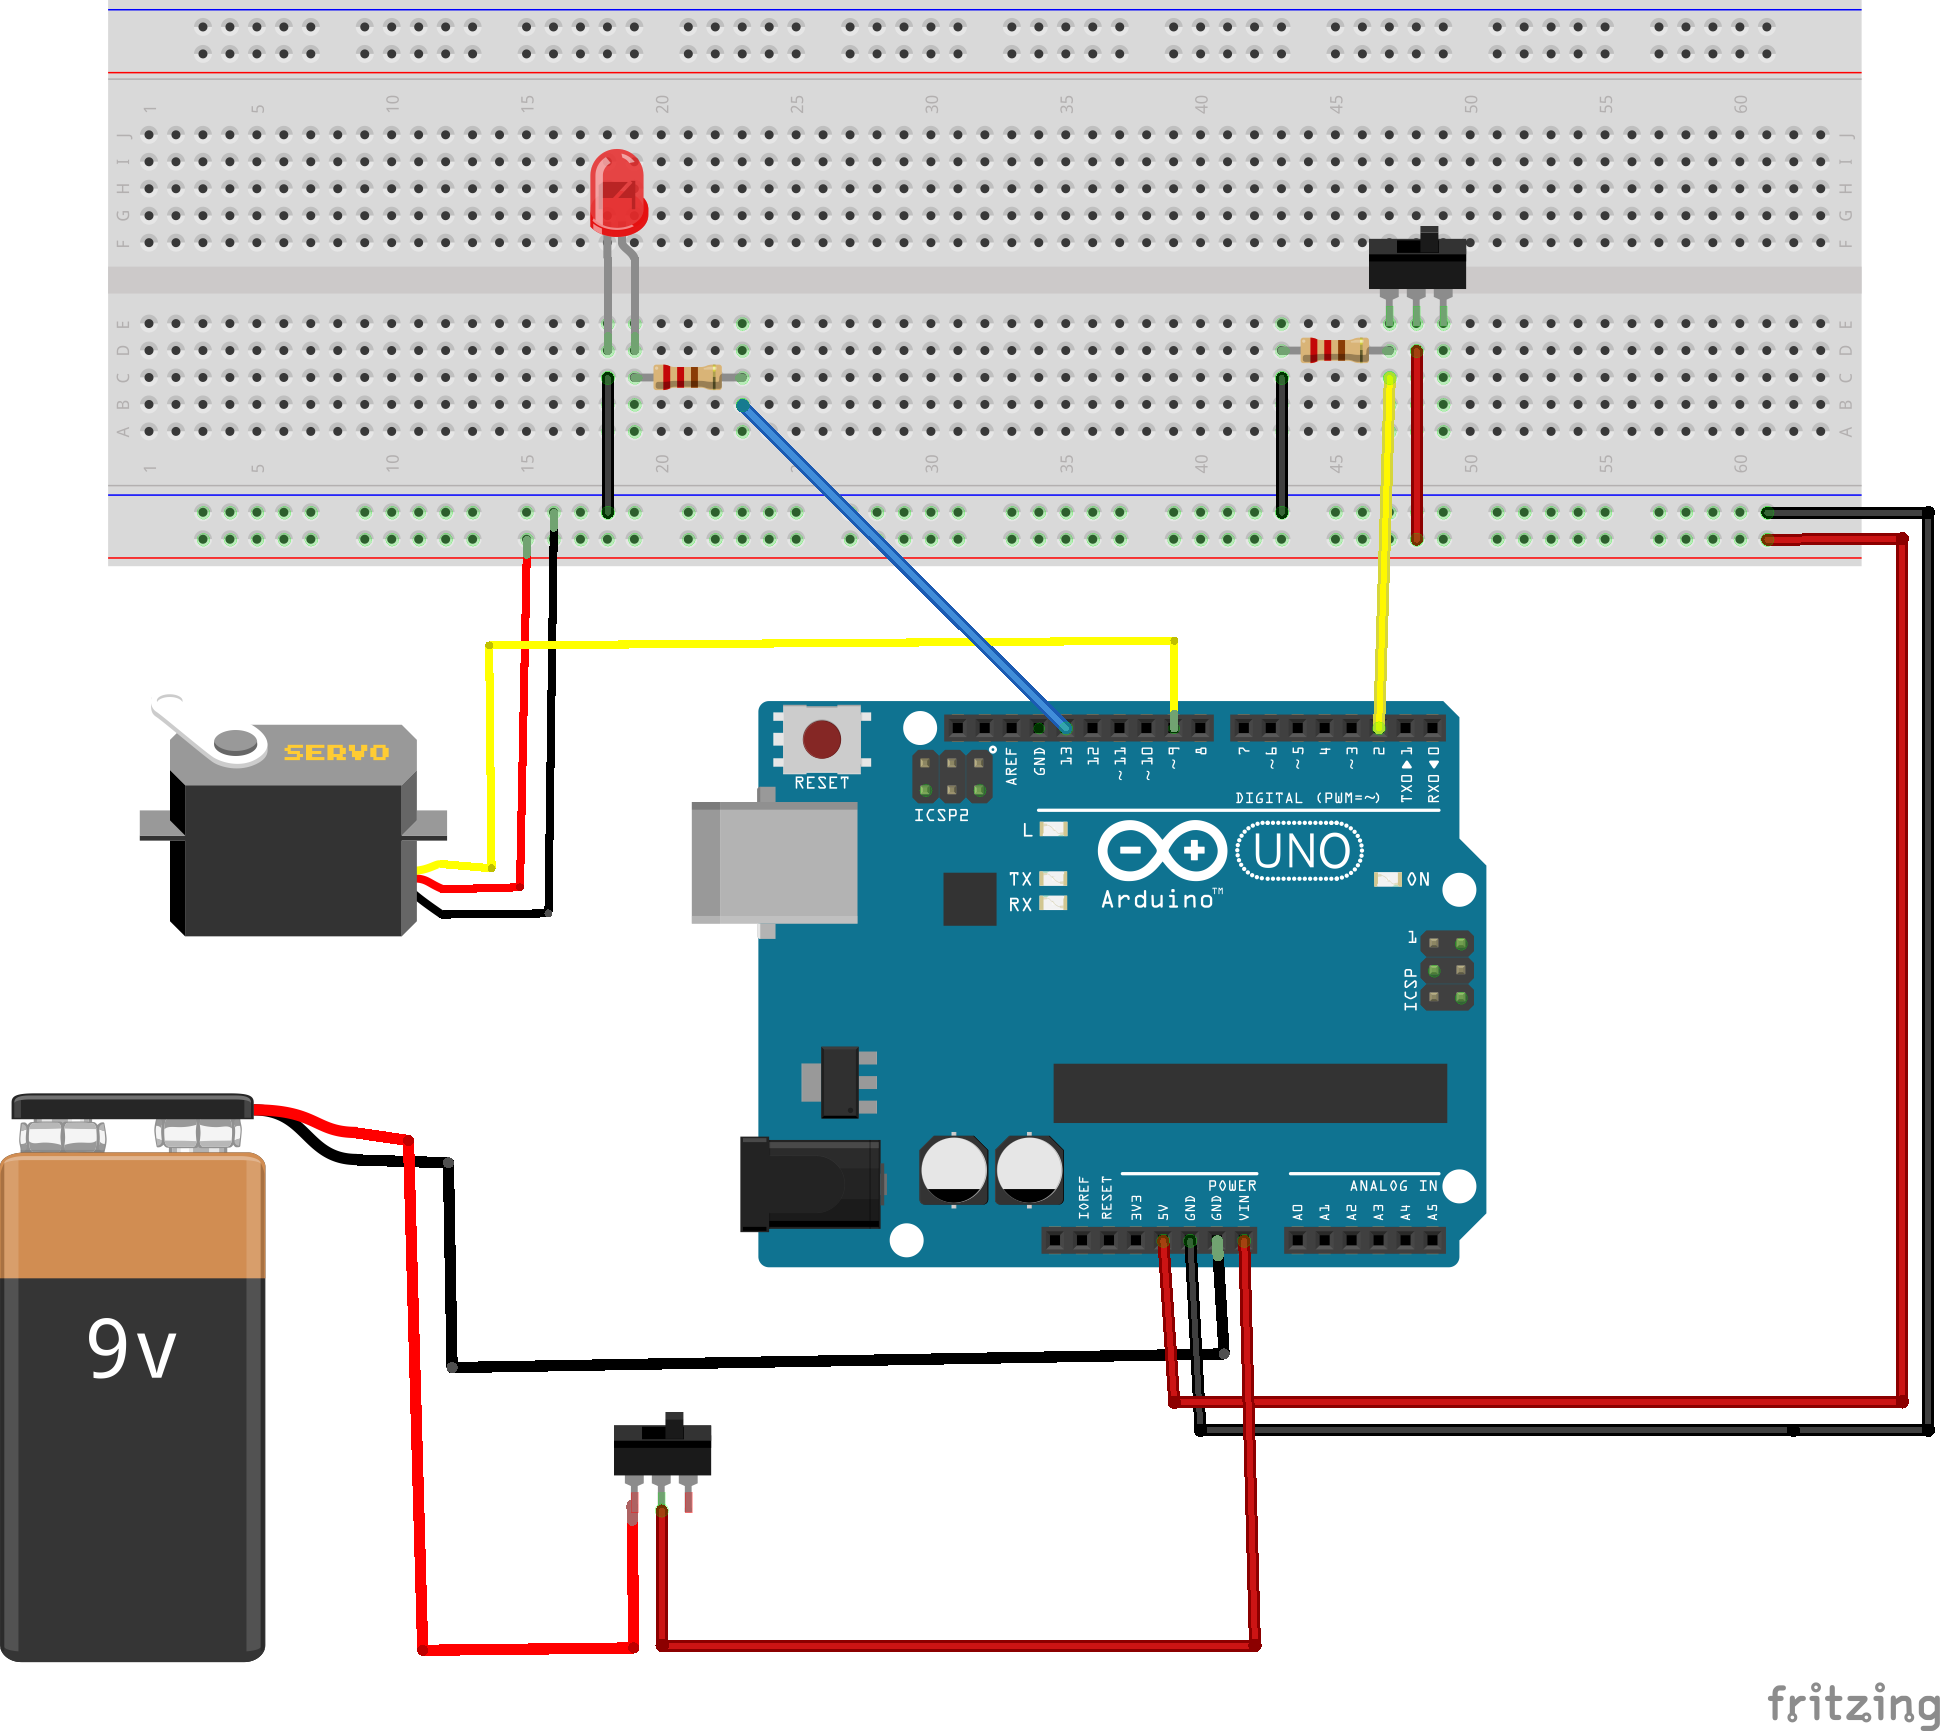 1 5 10 15 20 25 30 35 40 45 50 55 60
J J
I I
H H
G G
F F
E E
D D
C C
B B
A A
1 5 10 15 20 30 35 40 45 50 55 60
SERVO
RESET
ICSP2
AREF
GND
13
12
~11
~10
~9
8
7
~6
~5
4
~3
2
TX0▶1
RX0◀0
DIGITAL (PWM=~)
L
TX
RX
UNO
Arduino™
ON
1
ICSP
POWER
ANALOG IN
IOREF
RESET
3V3
5V
GND
GND
VIN
A0
A1
A2
A3
A4
A5
9v
fritzing